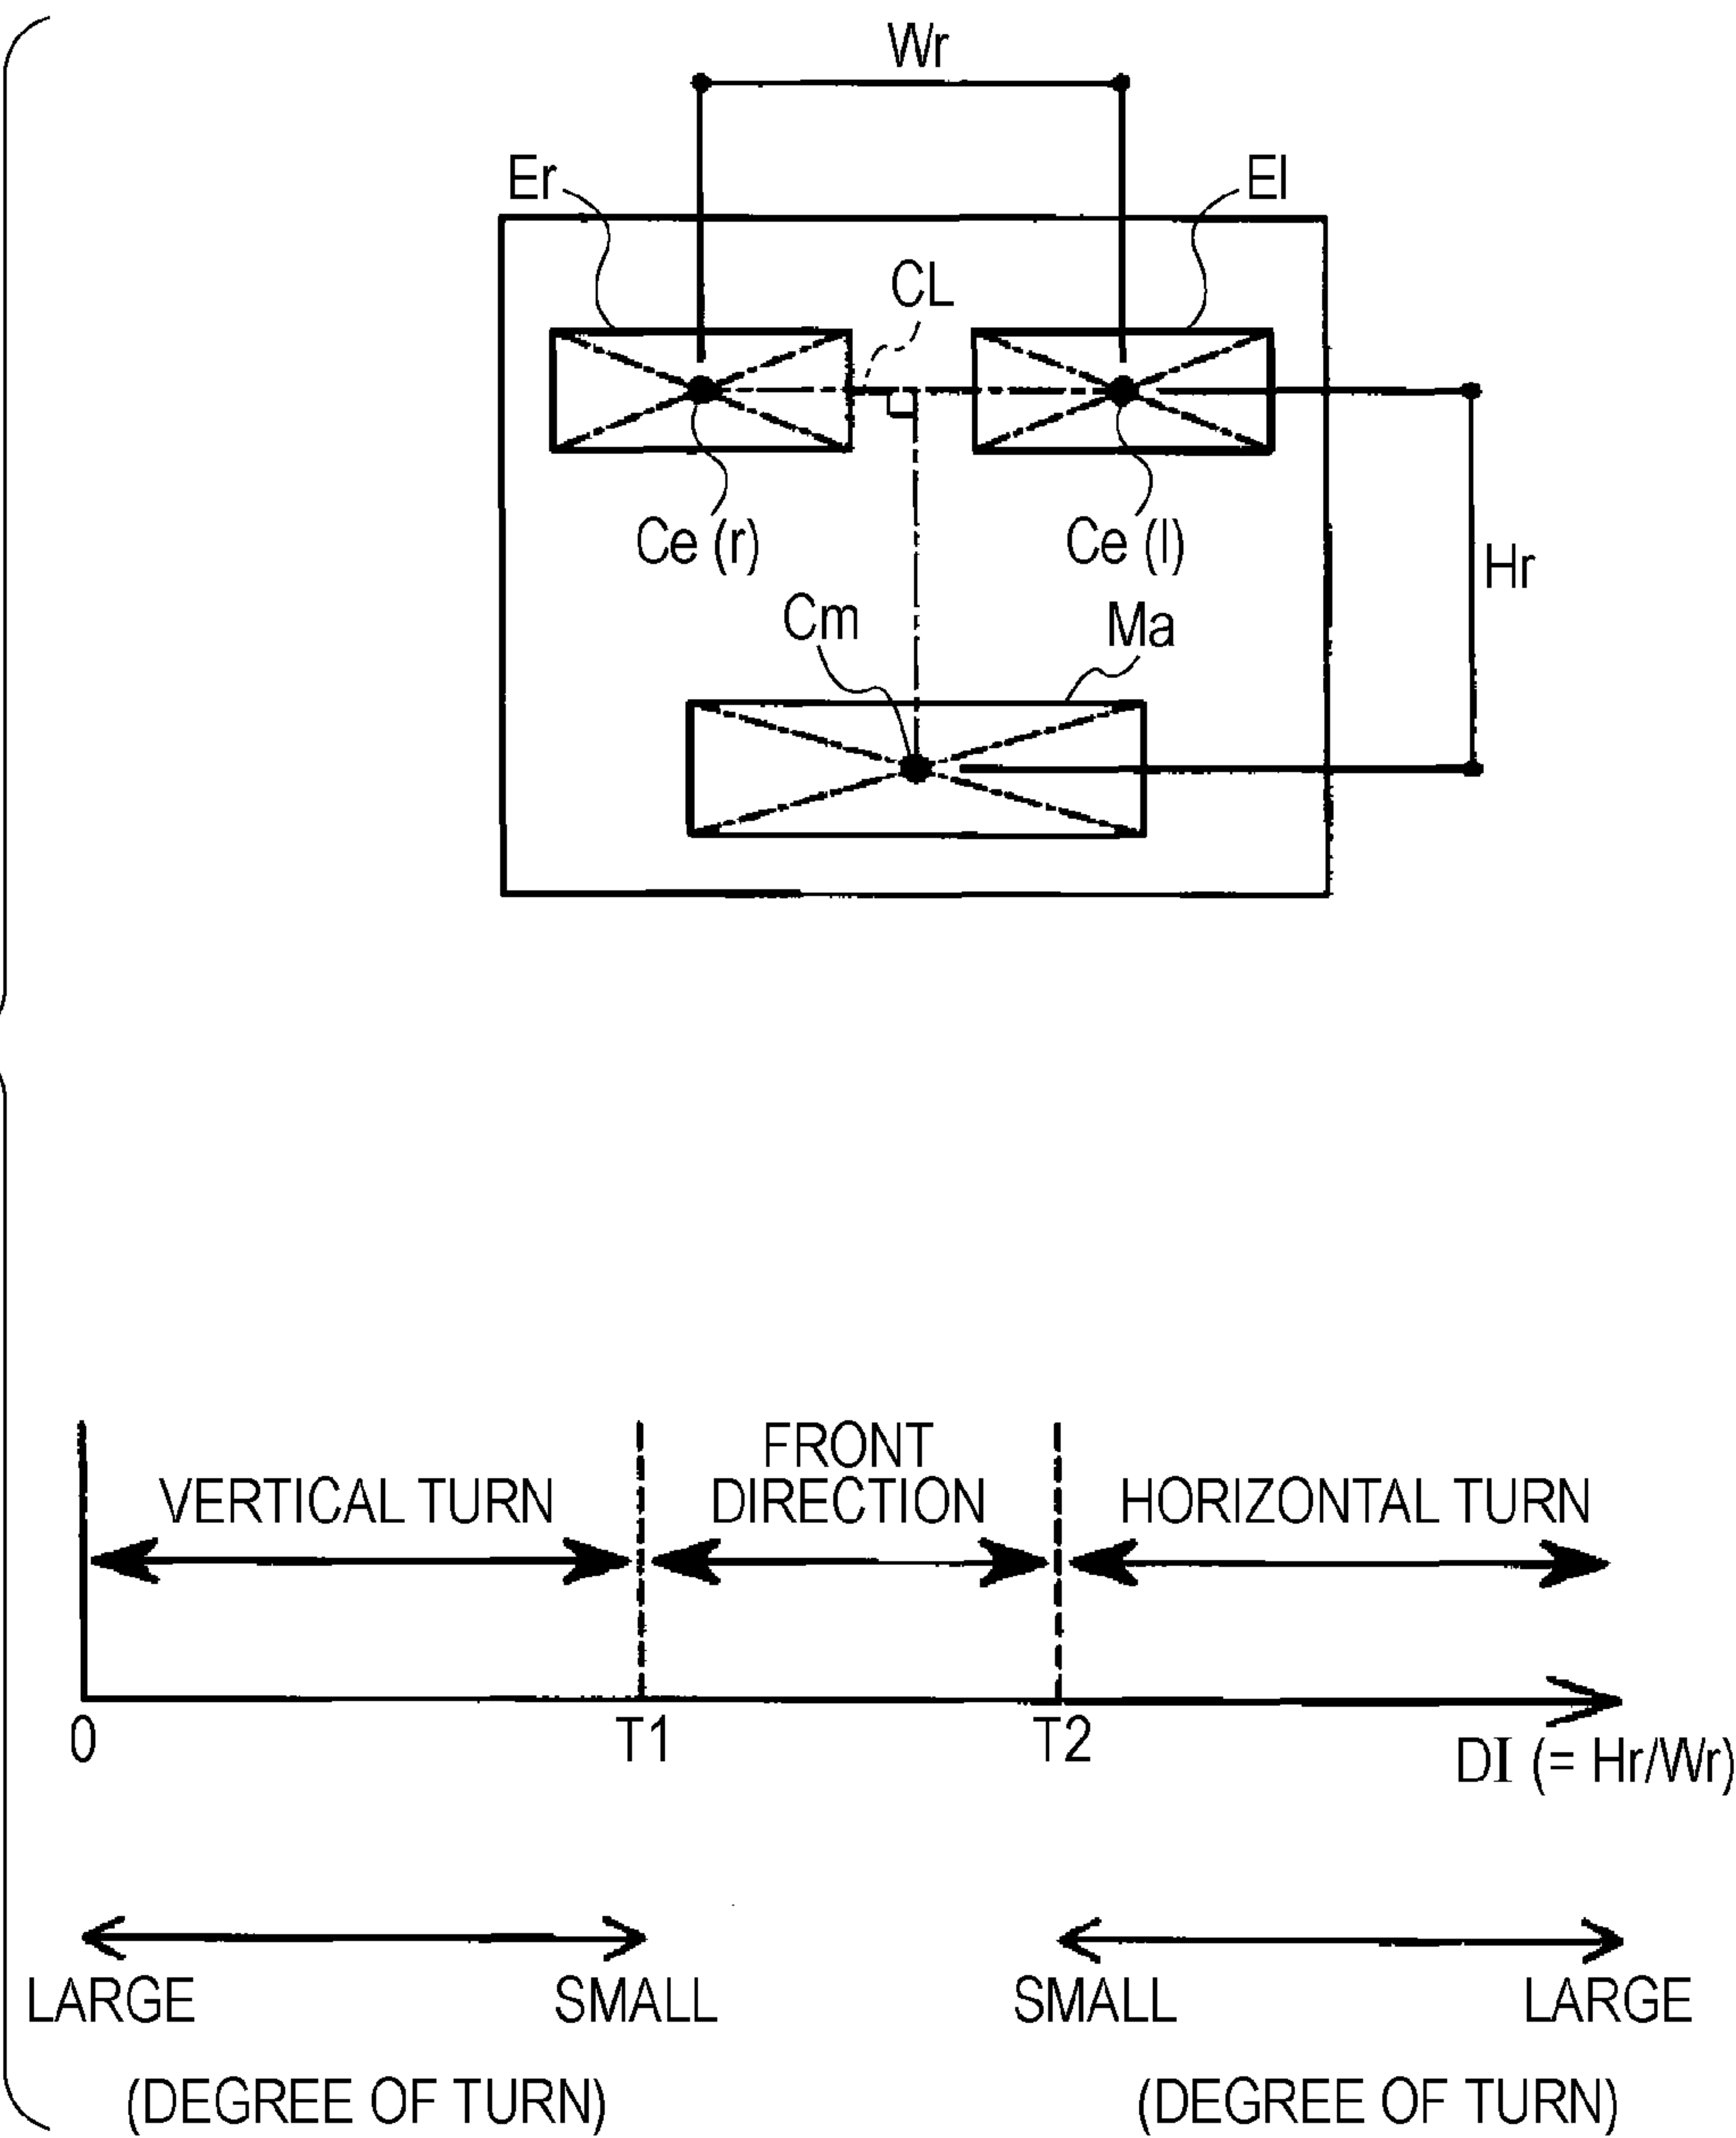 Wr
Er
El
CL
Ce (r)
Ce (l)
Hr
Cm
Ma
FRONT
VERTICAL TURN
DIRECTION
HORIZONTAL TURN
0
T1
T2
DI (= Hr/Wr)
LARGE
SMALL
SMALL
LARGE
(DEGREE OF TURN)
(DEGREE OF TURN)